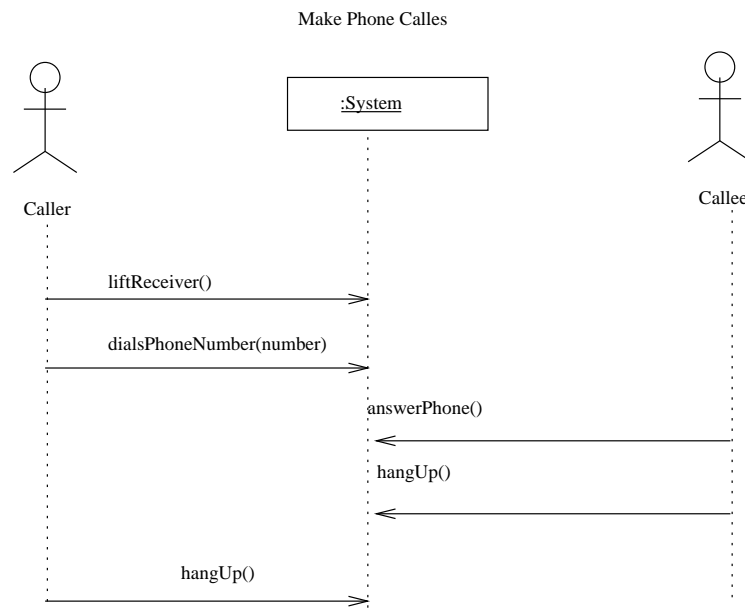 Make Phone Calles
:System
Caller
Callee
liftReceiver()
dialsPhoneNumber(number)
answerPhone()
hangUp()
hangUp()